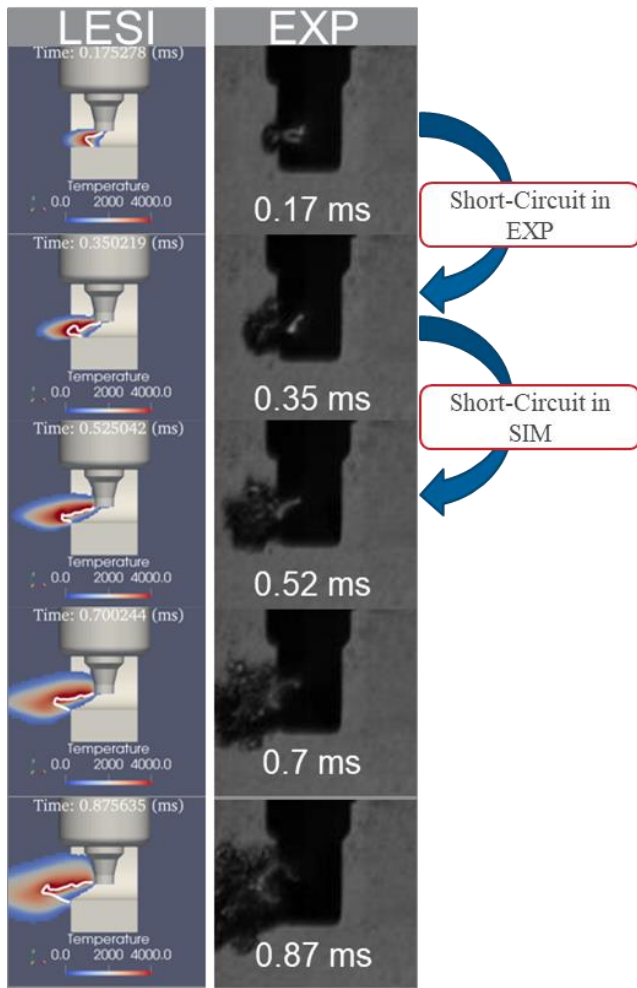 LESI
EXP
Time: 0.175278 (ms)
Temperature
0.0 2000 4000.0
0.17 ms
Short-Circuit in
EXP
Time: 0.350219 (ms)
Temperature
0.0 2000 4000.0
0.35 ms
Short-Circuit in
SIM
Time: 0.525042 (ms)
Temperature
0.0 2000 4000.0
0.52 ms
Time: 0.700244 (ms)
Temperature
0.0 2000 4000.0
0.7 ms
Time: 0.875635 (ms)
Temperature
0.0 2000 4000.0
0.87 ms